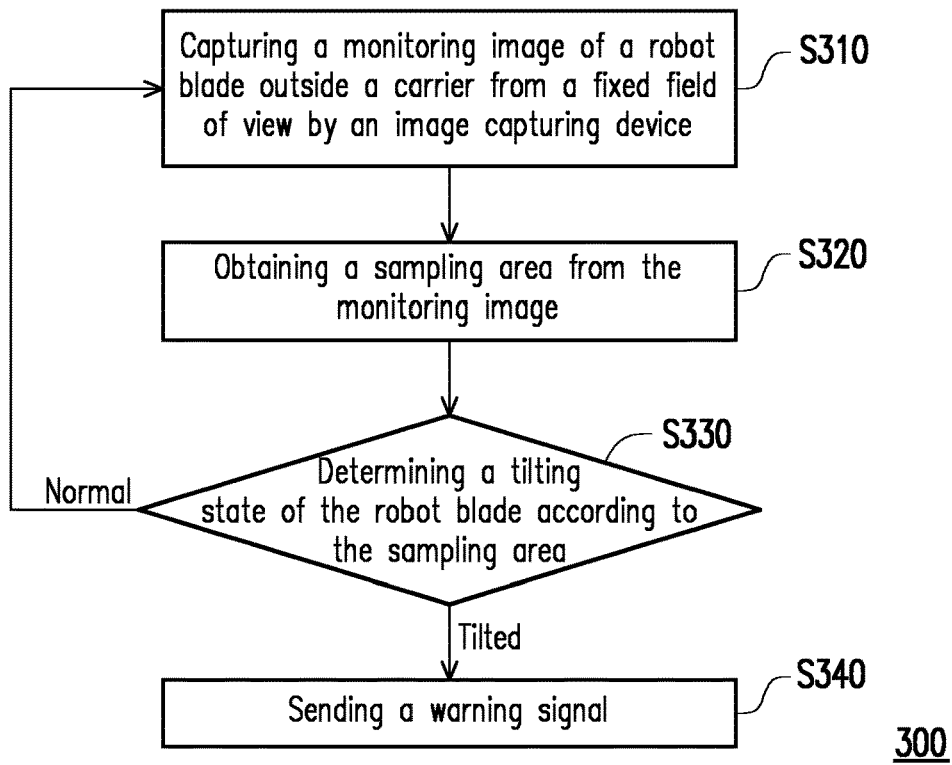 Capturing a monitoring image of a robot
blade outside a carrier from a fixed field
of view by an image capturing device
S310
Obtaining a sampling area from the
monitoring image
S320
S330
Determining a tilting
state of the robot blade according to
the sampling area
Normal
Tilted
Sending a warning signal
S340
300